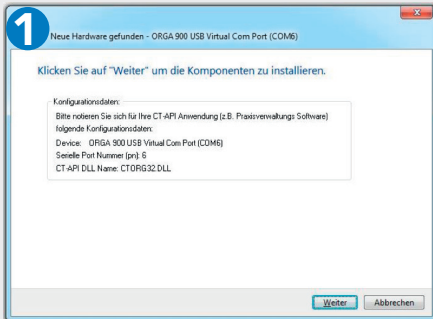 1
Neue Hardware gefunden - ORGA 900 USB Virtual Com Port (COM6)
Klicken Sie auf "Weiter" um die Komponenten zu installieren.
Konfigurationsdaten:
Bitte notieren Sie sich für Ihre CT-API Anwendung (z.B. Praxisverwaltungs Software)
folgende Konfigurationsdaten:
Device: ORGA 900 USB Virtual Com Port (COM6)
Serielle Port Nummer (pn): 6
CT-API DLL Name: CTORG32.DLL
Weiter
Abbrechen